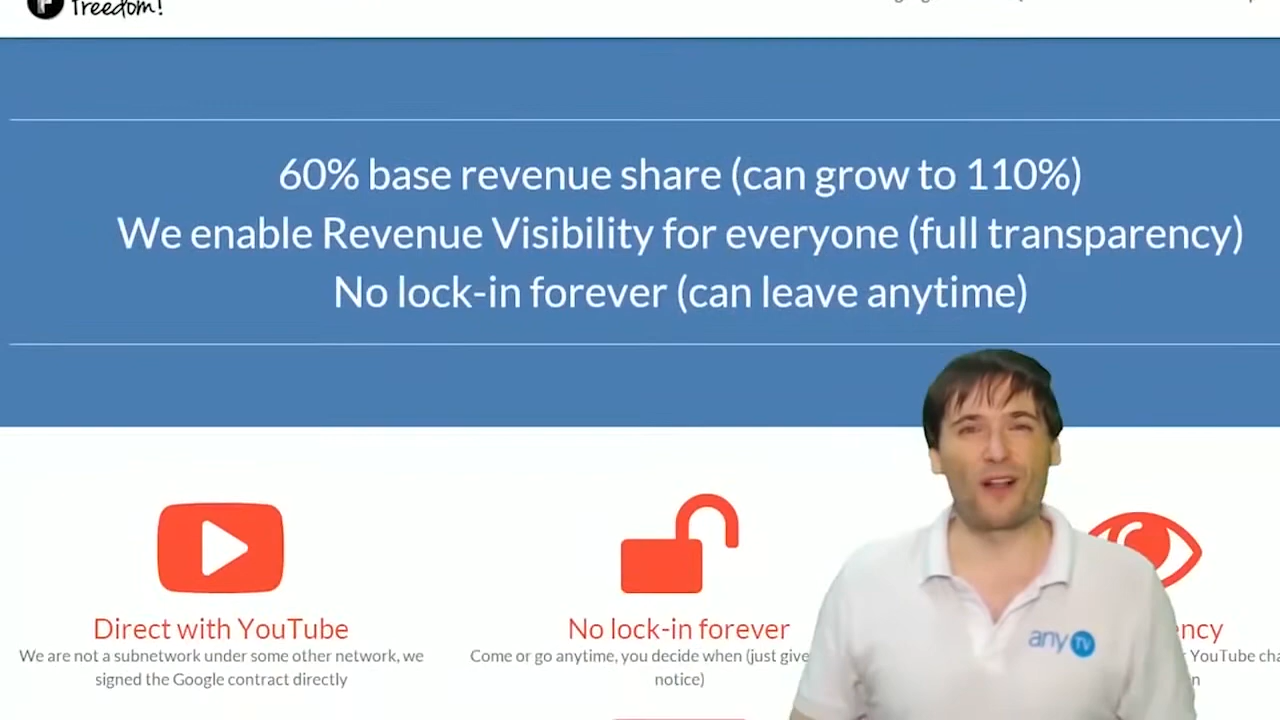 freedom!
60% base revenue share (can grow to 110%)
We enable Revenue Visibility for everyone (full transparency)
No lock-in forever (can leave anytime)
Direct with YouTube
We are not a subnetwork under some other network, we
signed the Google contract directly
No lock-in forever
Come or go anytime, you decide when (just give
notice)
any TV
YouTube